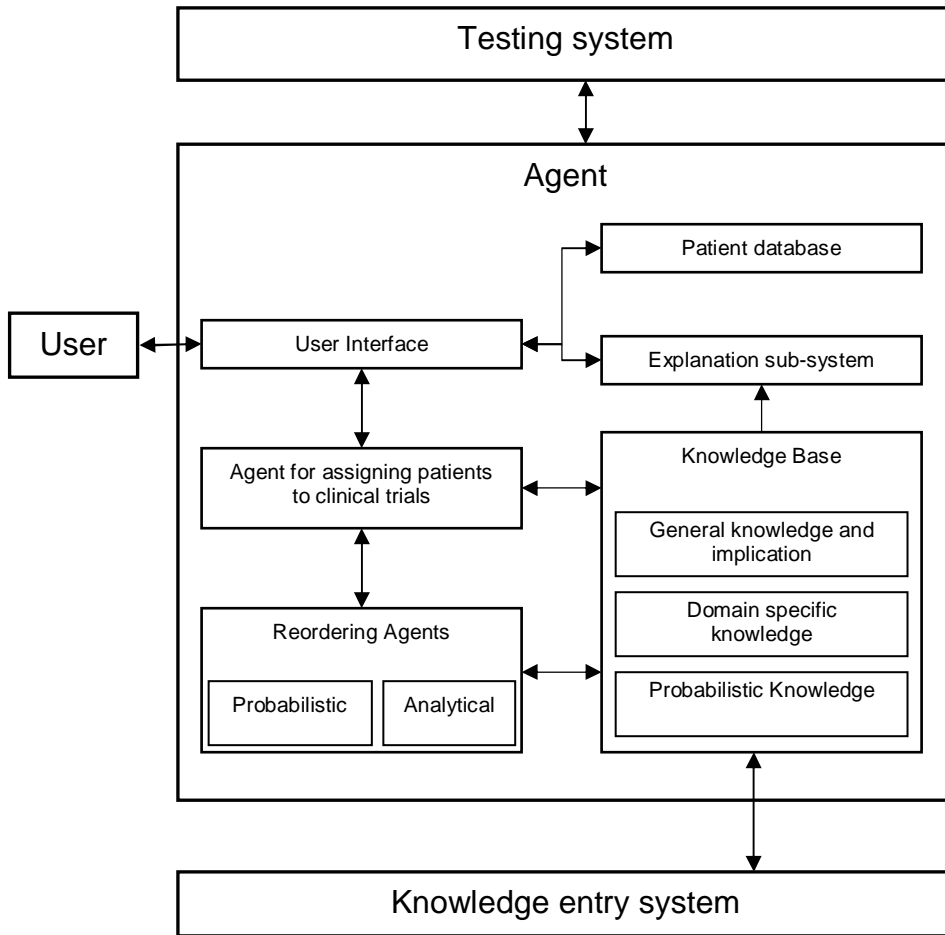 Testing system
Agent
Patient database
User
User Interface
Explanation sub-system
Agent for assigning patients
to clinical trials
Knowledge Base
General knowledge and
implication
Domain specific
knowledge
Reordering Agents
Probabilistic
Analytical
Probabilistic Knowledge
Knowledge entry system